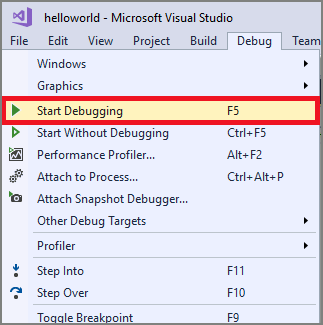 helloworld - Microsoft Visual Studio
File Edit View Project Build Debug Team
Windows
Graphics
Start Debugging F5
Start Without Debugging Ctrl+F5
Performance Profiler... Alt+F2
Attach to Process... Ctrl+Alt+P
Attach Snapshot Debugger...
Other Debug Targets
Profiler
Step Into F11
Step Over F10
Toggle Breakpoint F9